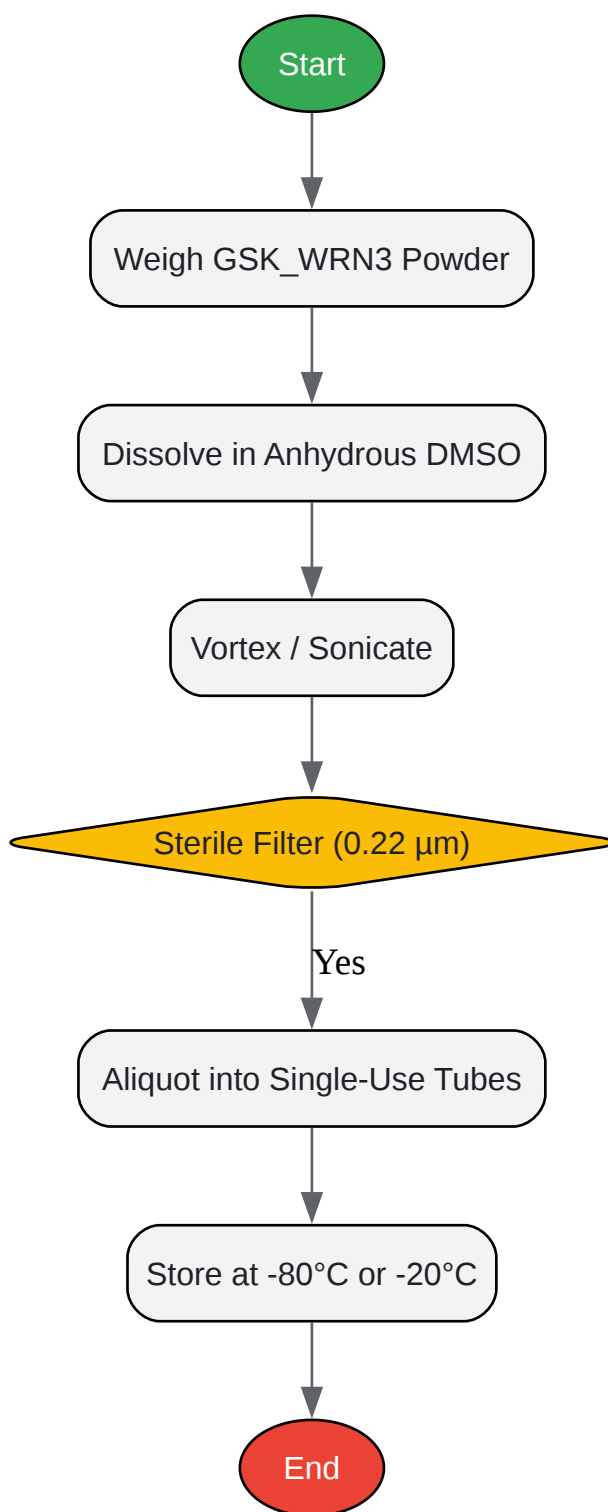 Start
Weigh GSK_WRN3 Powder
Dissolve in Anhydrous DMSO
Vortex / Sonicate
Sterile Filter (0.22 µm)
Yes
Aliquot into Single-Use Tubes
Store at -80°C or -20°C
End